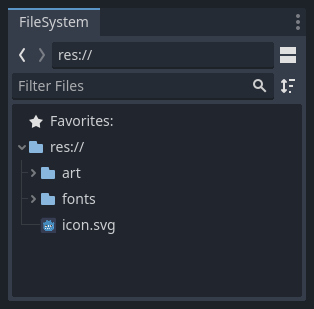 FileSystem
res://
Filter Files
Favorites:
res://
art
fonts
icon.svg